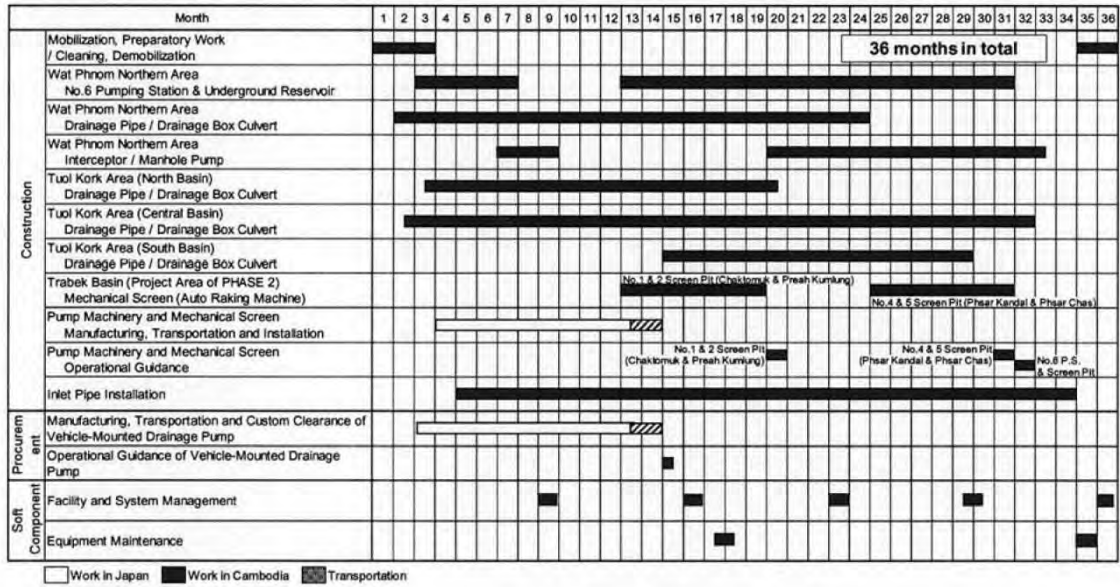 Month 1 2 3 4 5 6 7 8 9 10 11 12 13 14 15 16 17 18 19 20 21 22 23 24 25 26 27 28 29 30 31 32 33 34 35 36
Construction
Mobilization, Preparatory Work
/ Cleaning, Demobilization
36 months in total
Wat Phnom Northern Area
No.6 Pumping Station & Underground Reservoir
Wat Phnom Northern Area
Drainage Pipe / Drainage Box Culvert
Wat Phnom Northern Area
Interceptor / Manhole Pump
Tuol Kork Area (North Basin)
Drainage Pipe / Drainage Box Culvert
Tuol Kork Area (Central Basin)
Drainage Pipe / Drainage Box Culvert
Tuol Kork Area (South Basin)
Drainage Pipe / Drainage Box Culvert
Trabek Basin (Project Area of PHASE 2)
Mechanical Screen (Auto Raking Machine)
No.1 & 2 Screen Pit (Chaktomuk & Preah Kumlung)
No.4 & 5 Screen Pit (Phsar Kandal & Phsar Chas)
Pump Machinery and Mechanical Screen
Manufacturing, Transportation and Installation
Pump Machinery and Mechanical Screen
Operational Guidance
No.1 & 2 Screen Pit
(Chaktomuk & Preah Kumlung)
No.4 & 5 Screen Pit
(Phsar Kandal & Phsar Chas)
No.6 P.S.
& Screen Pit
Inlet Pipe Installation
Procurem
ent
Manufacturing, Transportation and Custom Clearance of
Vehicle-Mounted Drainage Pump
Operational Guidance of Vehicle-Mounted Drainage
Pump
Soft
Component
Facility and System Management
Equipment Maintenance
Work in Japan Work in Cambodia Transportation